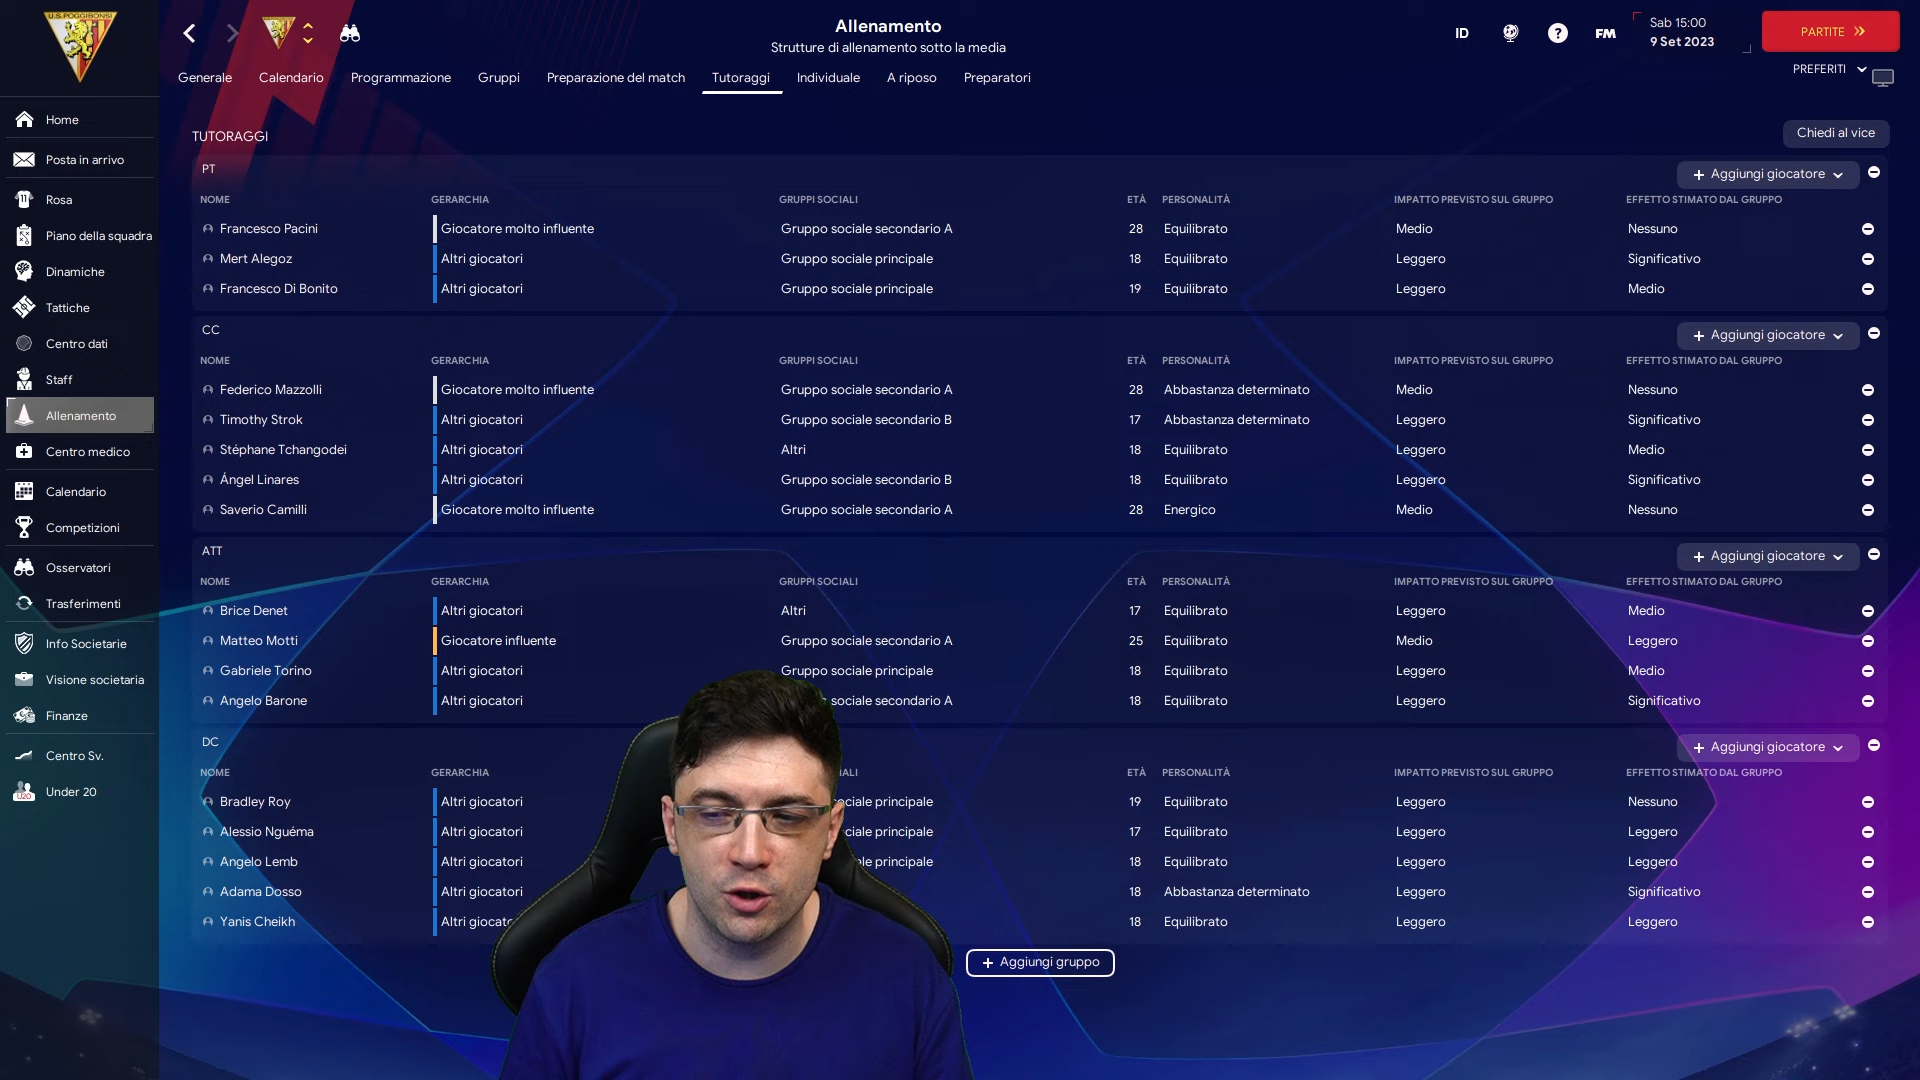 U.S. POGGIBONSI
Allenamento
Strutture di allenamento sotto la media
ID
?
FM
Sab 15:00
9 Set 2023
PARTITE
PREFERITI
Generale Calendario Programmazione Gruppi Preparazione del match Tutoraggi Individuale A riposo Preparatori
Home
Posta in arrivo
Rosa
Piano della squadra
Dinamiche
Tattiche
Centro dati
Staff
Allenamento
Centro medico
Calendario
Competizioni
Osservatori
Trasferimenti
Info Societarie
Visione societaria
Finanze
Centro Sv.
U20 Under 20
TUTORAGGI
Chiedi al vice
PT
+ Aggiungi giocatore
NOME GERARCHIA GRUPPI SOCIALI ETÀ PERSONALITÀ IMPATTO PREVISTO SUL GRUPPO EFFETTO STIMATO DAL GRUPPO
Francesco Pacini Giocatore molto influente Gruppo sociale secondario A 28 Equilibrato Medio Nessuno
Mert Alegoz Altri giocatori Gruppo sociale principale 18 Equilibrato Leggero Significativo
Francesco Di Bonito Altri giocatori Gruppo sociale principale 19 Equilibrato Leggero Medio
CC
+ Aggiungi giocatore
NOME GERARCHIA GRUPPI SOCIALI ETÀ PERSONALITÀ IMPATTO PREVISTO SUL GRUPPO EFFETTO STIMATO DAL GRUPPO
Federico Mazzolli Giocatore molto influente Gruppo sociale secondario A 28 Abbastanza determinato Medio Nessuno
Timothy Strok Altri giocatori Gruppo sociale secondario B 17 Abbastanza determinato Leggero Significativo
Stéphane Tchangodei Altri giocatori Altri 18 Equilibrato Leggero Medio
Ángel Linares Altri giocatori Gruppo sociale secondario B 18 Equilibrato Leggero Significativo
Saverio Camilli Giocatore molto influente Gruppo sociale secondario A 28 Energico Medio Nessuno
ATT
+ Aggiungi giocatore
NOME GERARCHIA GRUPPI SOCIALI ETÀ PERSONALITÀ IMPATTO PREVISTO SUL GRUPPO EFFETTO STIMATO DAL GRUPPO
Brice Denet Altri giocatori Altri 17 Equilibrato Leggero Medio
Matteo Motti Giocatore influente Gruppo sociale secondario A 25 Equilibrato Medio Leggero
Gabriele Torino Altri giocatori Gruppo sociale principale 18 Equilibrato Leggero Medio
Angelo Barone Altri giocatori sociale secondario A 18 Equilibrato Leggero Significativo
DC
+ Aggiungi giocatore
NOME GERARCHIA IALI ETÀ PERSONALITÀ IMPATTO PREVISTO SUL GRUPPO EFFETTO STIMATO DAL GRUPPO
Bradley Roy Altri giocatori ociale principale 19 Equilibrato Leggero Nessuno
Alessio Nguéma Altri giocatori ciale principale 17 Equilibrato Leggero Leggero
Angelo Lemb Altri giocatori le principale 18 Equilibrato Leggero Leggero
Adama Dosso Altri giocatori 18 Abbastanza determinato Leggero Significativo
Yanis Cheikh Altri giocato 18 Equilibrato Leggero Leggero
+ Aggiungi gruppo